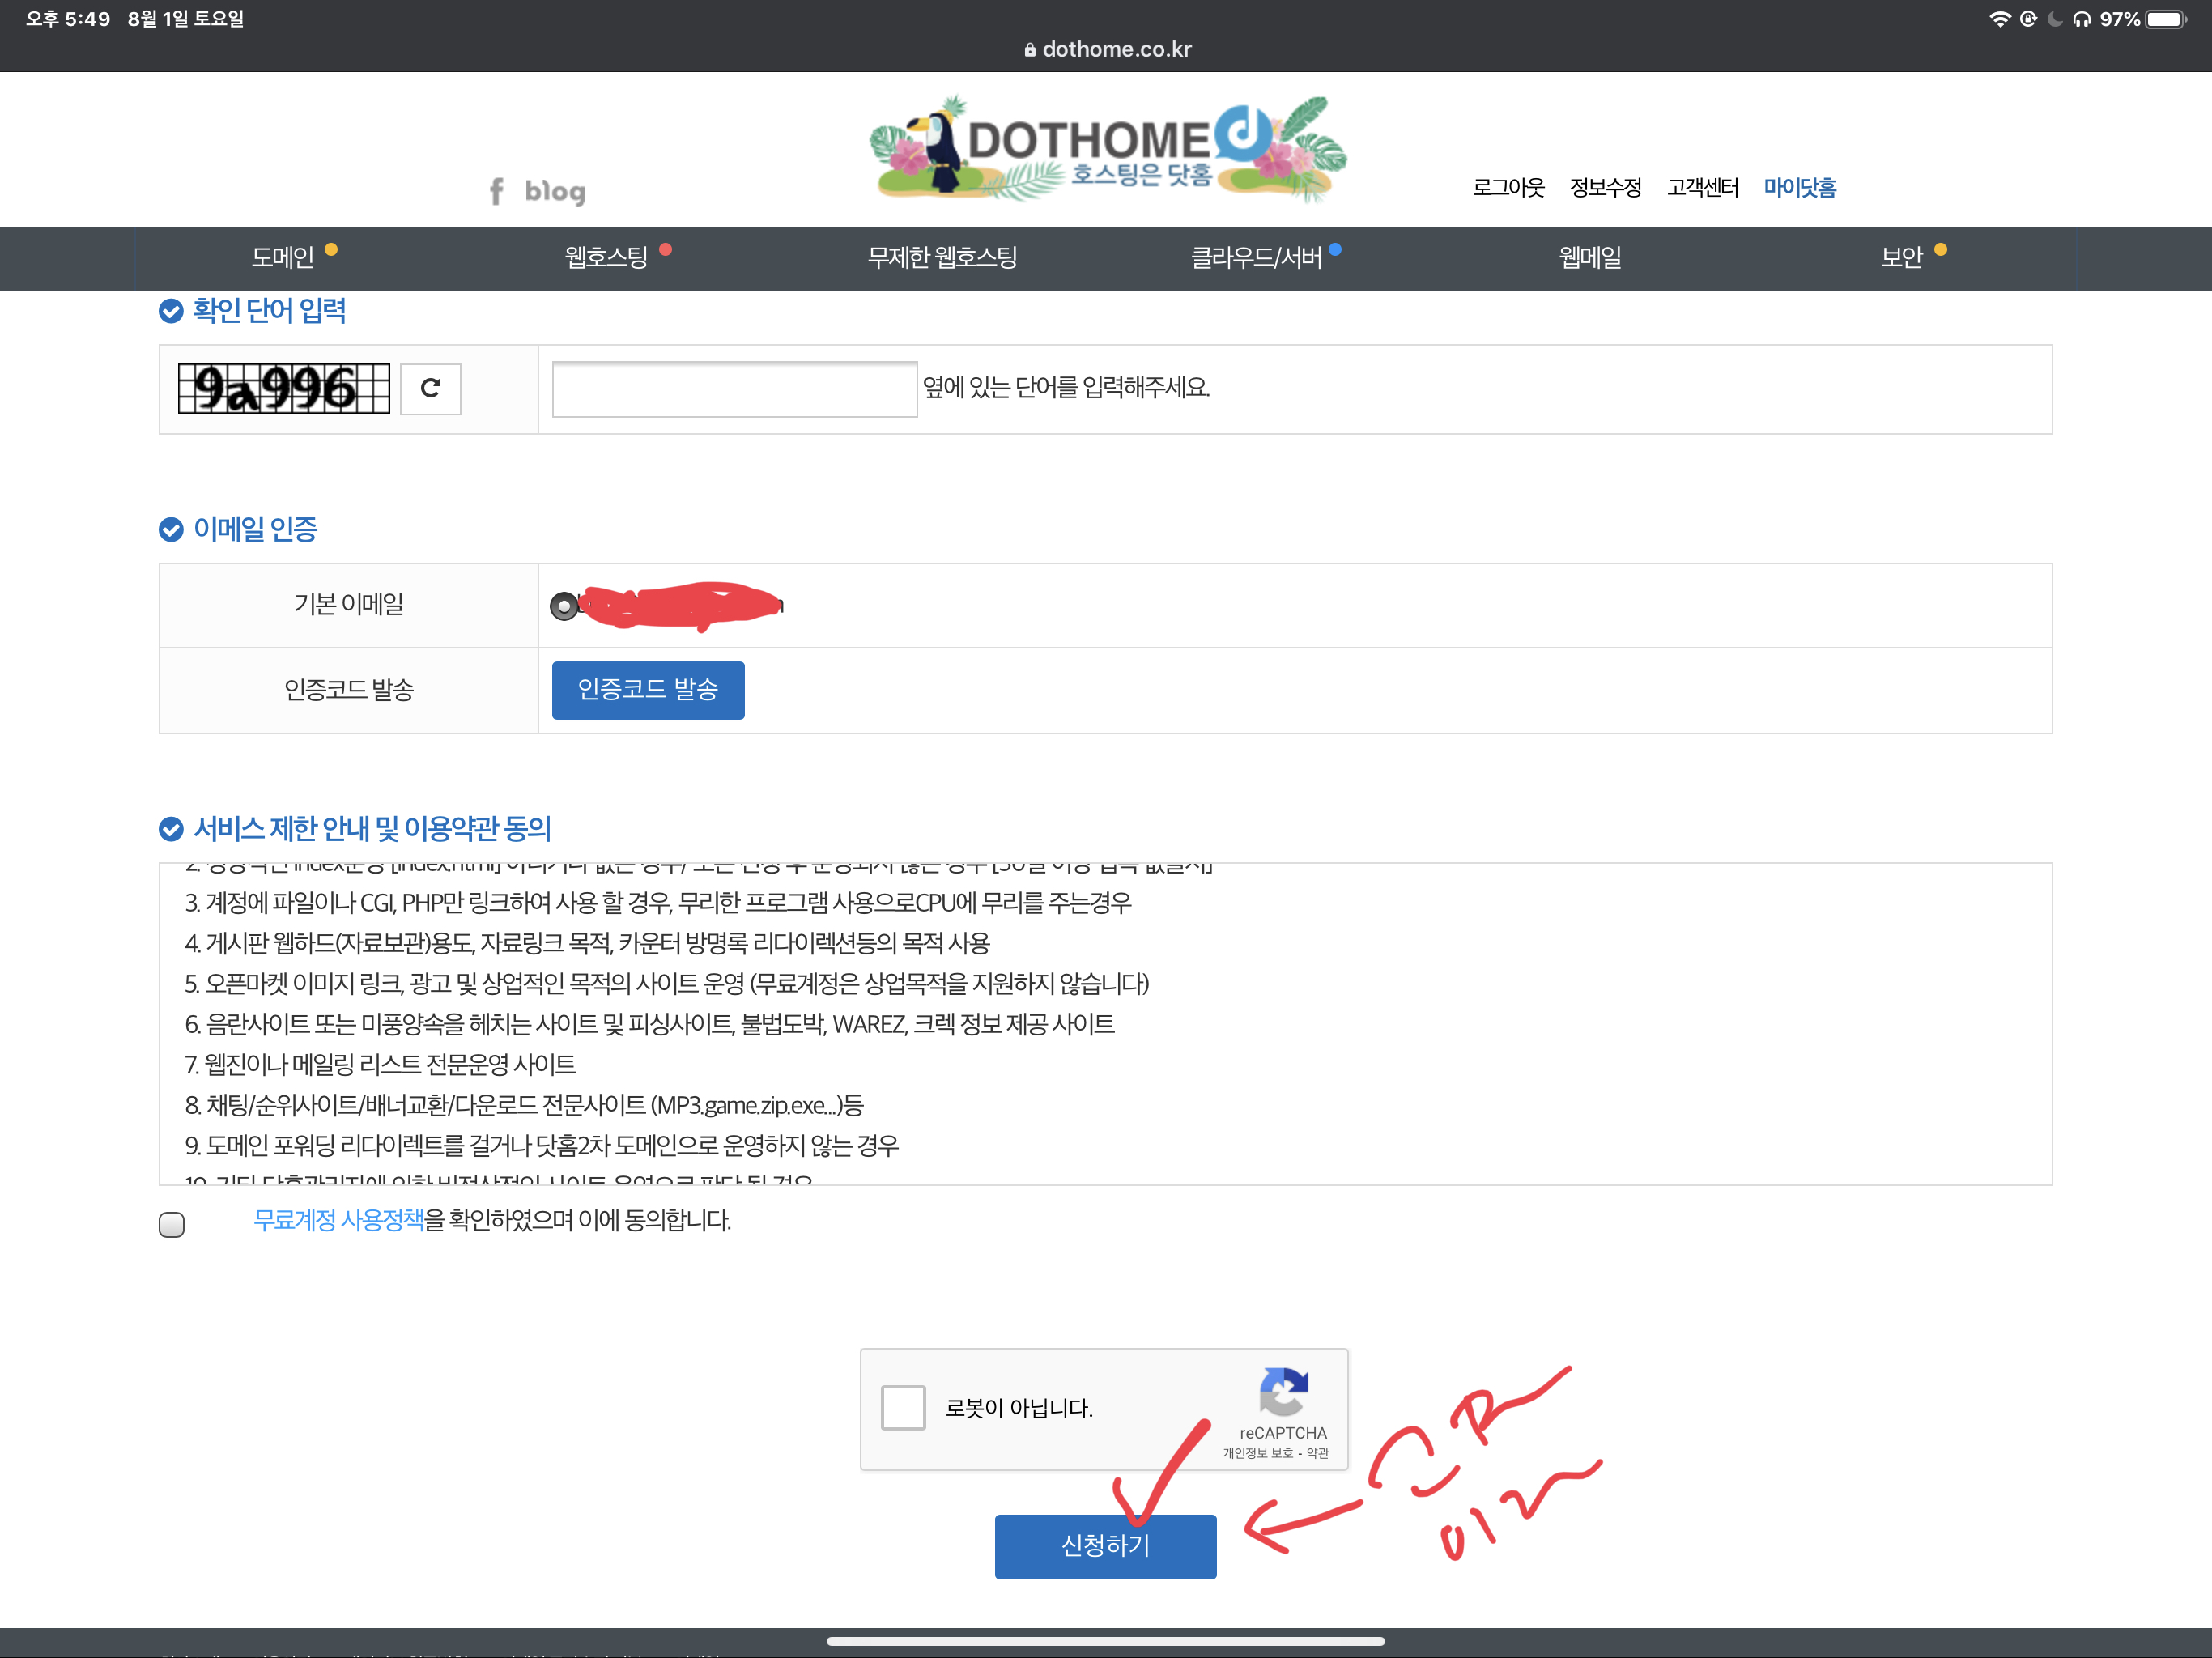 오후 5:49 8월 1일 토요일
97%
dothome.co.kr
DOTHOME
호스팅은 닷홈
f blog
로그아웃 정보수정 고객센터 마이닷홈
도메인 웹호스팅 무제한 웹호스팅 클라우드/서버 웹메일 보안
확인 단어 입력
9a996
옆에 있는 단어를 입력해주세요.
이메일 인증
기본 이메일
인증코드 발송 인증코드 발송
서비스 제한 안내 및 이용약관 동의
3. 계정에 파일이나 CGI, PHP만 링크하여 사용 할 경우, 무리한 프로그램 사용으로CPU에 무리를 주는경우
4. 게시판 웹하드(자료보관)용도, 자료링크 목적, 카운터 방명록 리다이렉션등의 목적 사용
5. 오픈마켓 이미지 링크, 광고 및 상업적인 목적의 사이트 운영 (무료계정은 상업목적을 지원하지 않습니다)
6. 음란사이트 또는 미풍양속을 헤치는 사이트 및 피싱사이트, 불법도박, WAREZ, 크렉 정보 제공 사이트
7. 웹진이나 메일링 리스트 전문운영 사이트
8. 채팅/순위사이트/배너교환/다운로드 전문사이트 (MP3.game.zip.exe...)등
9. 도메인 포워딩 리다이렉트를 걸거나 닷홈2차 도메인으로 운영하지 않는 경우
무료계정 사용정책을 확인하였으며 이에 동의합니다.
로봇이 아닙니다.
reCAPTCHA
개인정보 보호 - 약관
신청하기